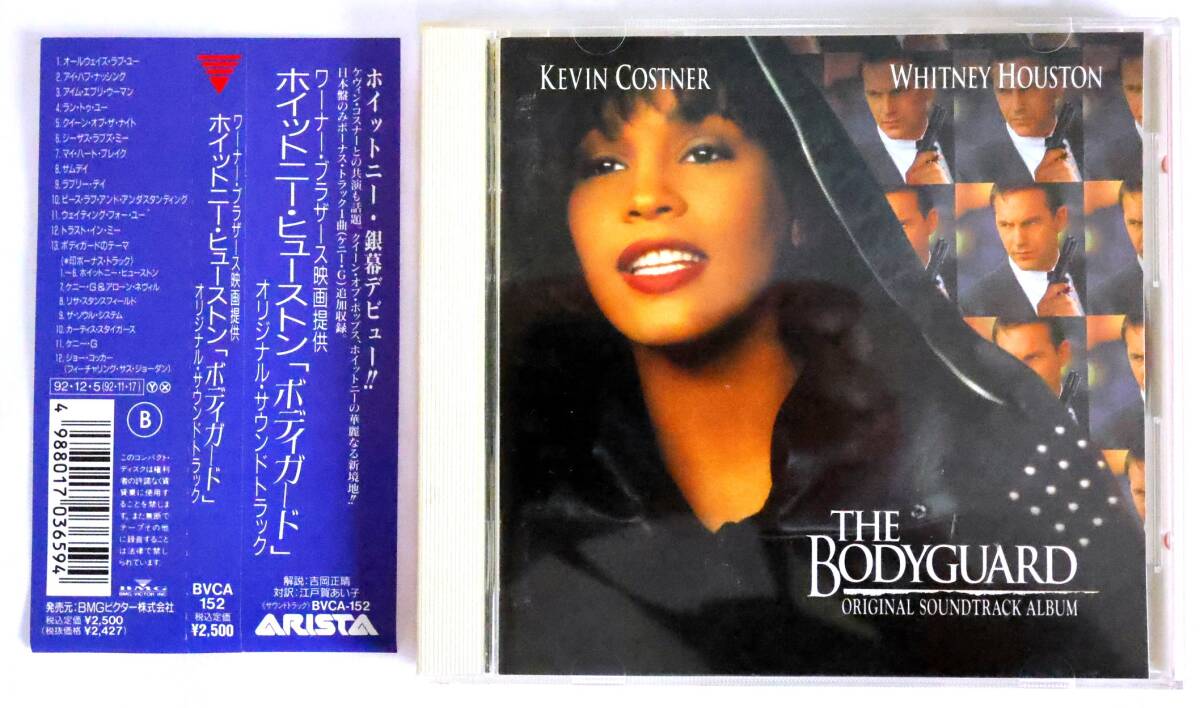 1. オールウェイズ・ラブ・ユー
2. アイ・ハブ・ナッシング
3. アイム・エブリ・ウーマン
4. ラン・トゥ・ユー
5. クイーン・オブ・ザ・ナイト
6. ジーザス・ラブズ・ミー
7. マイ・ハート・ブレイク
8. サムデイ
9. ラブリー・デイ
10. ピース・ラブ・アンド・アンダスタンディング
11. ウェイティング・フォー・ユー*
12. トラスト・イン・ミー
13. ボディガードのテーマ
(*印ボーナス・トラック)
1.〜6. ホイットニー・ヒューストン
7. ケニー・G&アローン・ネヴィル
8. リサ・スタンスフィールド
9. ザ・ソウル・システム
10. カーティス・スタイガース
11. ケニー・G
12. ジョー・コッカー
(フィーチャリング・サス・ジョーダン)
92・12・5(92・11・17) Ⓨ Ⓧ
B
4 988017 036594
このコンパクト・
ディスクは権利
者の許諾なく賃
貸業に使用す
ることを禁じま
す。また無断で
テープその他
に録音すること
は法律で禁じ
られています。
BMG
BMG VICTOR INC.
発売元:BMGビクター株式会社
税込定価 ¥2,500
(税抜価格 ¥2,427)
ワーナー・ブラザース映画提供
ホイットニー・ヒューストン「ボディガード」
オリジナル・サウンドトラック
BVCA
152
税込定価
¥2,500
ホイットニー・銀幕デビュー!!
ケヴィン・コスナーとの共演も話題。クイーン・オブ・ポップス、ホイットニーの華麗なる新境地!!
日本盤のみボーナス・トラック1曲(ケニー・G)追加収録。
ワーナー・ブラザース映画提供
ホイットニー・ヒューストン「ボディガード」
オリジナル・サウンドトラック
解説:吉岡正晴
対訳:江戸賀あい子
《サウンドトラック》BVCA-152
ARISTA
KEVIN COSTNER
WHITNEY HOUSTON
THE
BODYGUARD
ORIGINAL SOUNDTRACK ALBUM